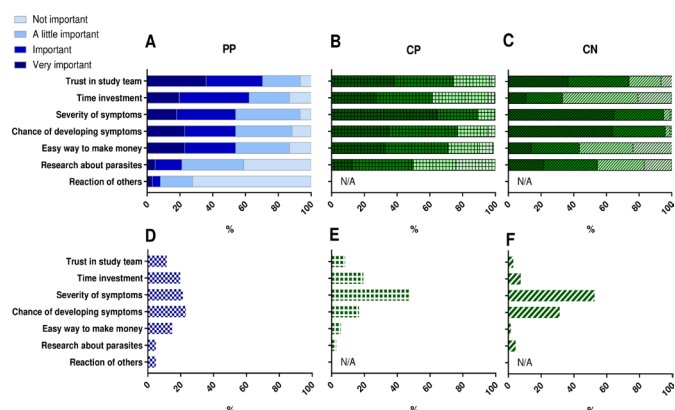 Not important
A little important
Important
Very important
A PP
B CP
C CN
Trust in study team
Time investment
Severity of symptoms
Chance of developing symptoms
Easy way to make money
Research about parasites
Reaction of others
N/A N/A
0 20 40 60 80 100
0 20 40 60 80 100
0 20 40 60 80 100
% % %
D E F
Trust in study team
Time investment
Severity of symptoms
Chance of developing symptoms
Easy way to make money
Research about parasites
Reaction of others
N/A N/A
0 20 40 60 80 100
0 20 40 60 80 100
0 20 40 60 80 100
% % %